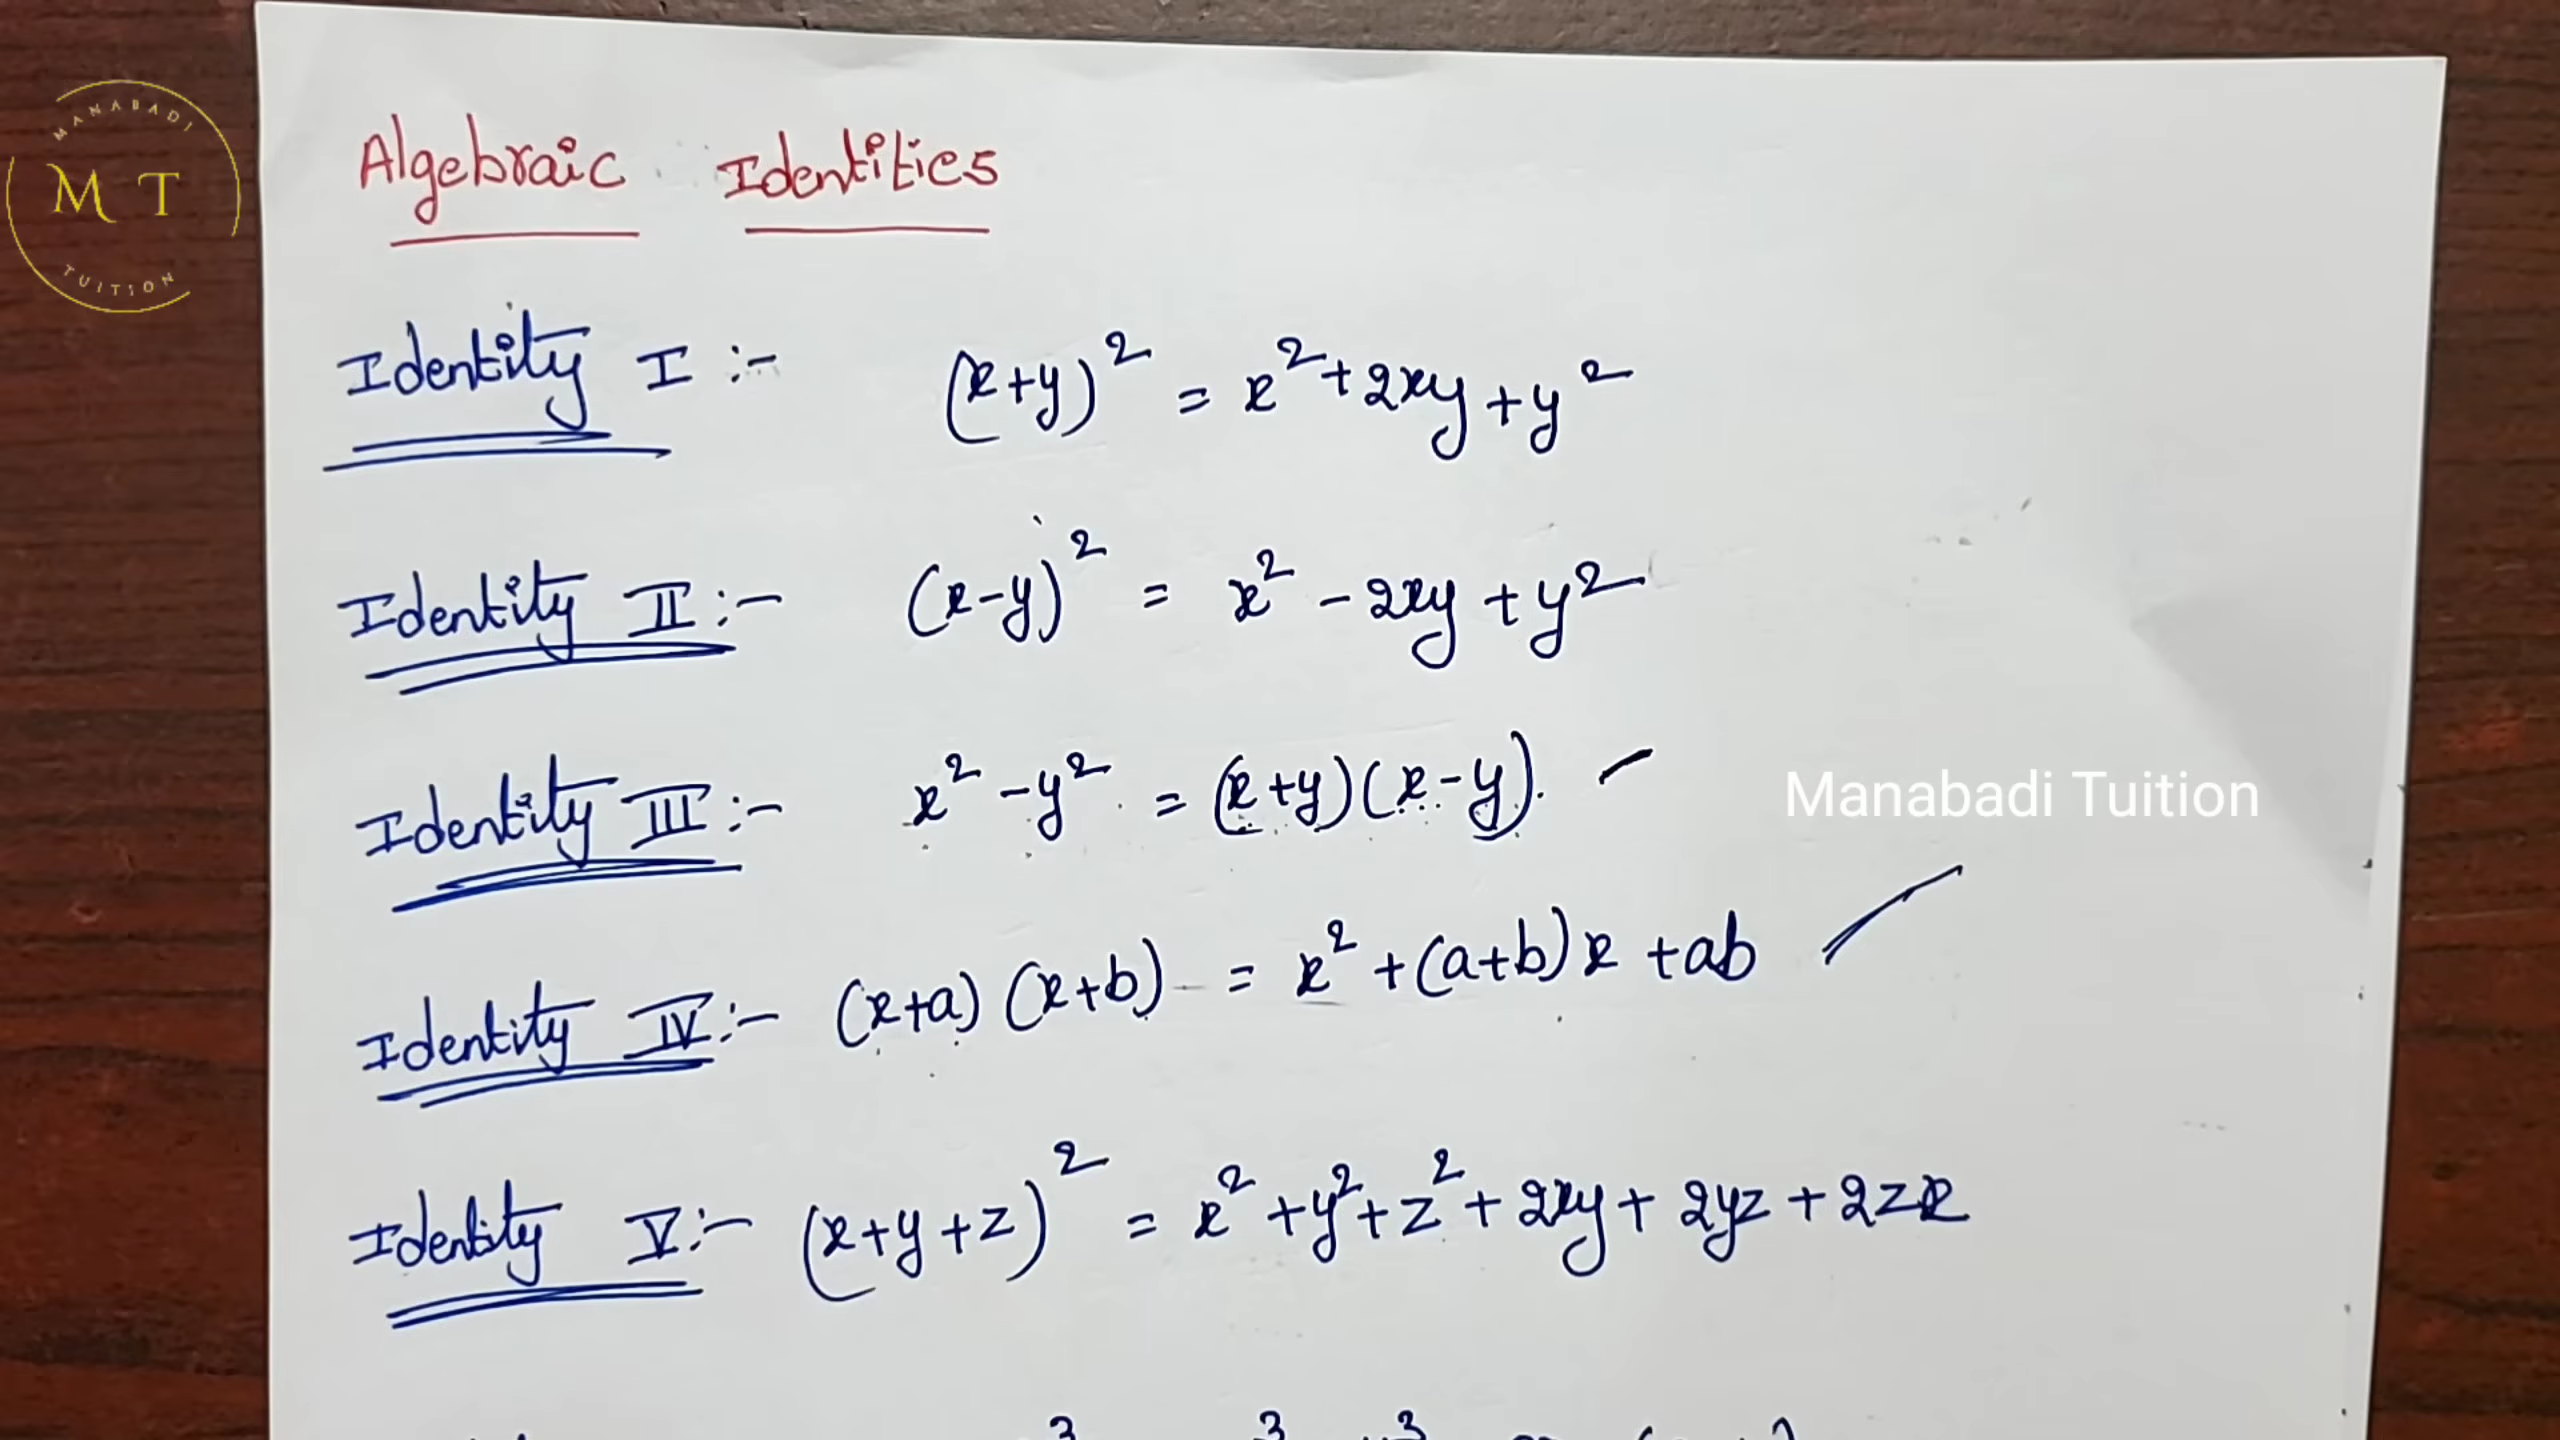 MANABADI
MT
TUITION
Algebraic Identities
Identity I :- (x+y)² = x²+2xy+y²
Identity II :- (x-y)² = x² - 2xy + y²
Identity III :- x² - y² = (x+y)(x-y).
Manabadi Tuition
Identity IV :- (x+a) (x+b) = x² + (a+b)x + ab
Identity V :- (x+y+z)² = x² + y² + z² + 2xy + 2yz + 2zx